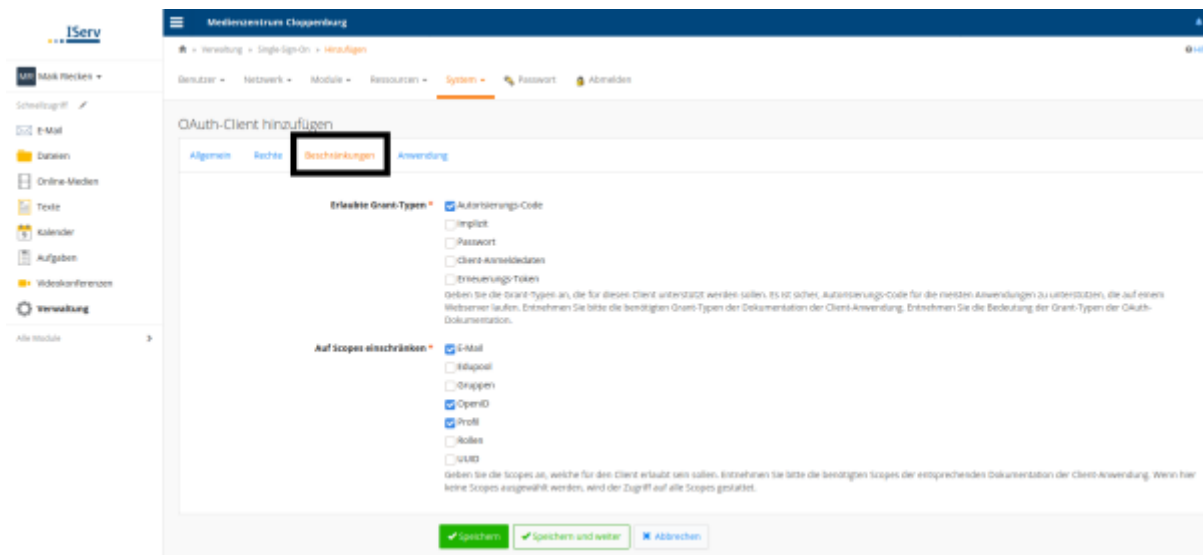 IServ
Medienzentrum Cloppenburg
Verwaltung » Single-Sign-On » Hinzufügen
Maik Riecken
Benutzer Netzwerk Module Ressourcen System Passwort Abmelden
Schnellzugriff
E-Mail
Dateien
Online-Medien
Texte
Kalender
Aufgaben
Videokonferenzen
Verwaltung
Alle Module
OAuth-Client hinzufügen
Allgemein Rechte Beschränkungen Anwendung
Erlaubte Grant-Typen * Autorisierungs-Code
Implizit
Passwort
Client-Anmeldedaten
Erneuerungs-Token
Geben Sie die Grant-Typen an, die für diesen Client unterstützt werden sollen. Es ist sicher, Autorisierungs-Code für die meisten Anwendungen zu unterstützen, die auf einem
Webserver laufen. Entnehmen Sie bitte die benötigten Grant-Typen der Dokumentation der Client-Anwendung. Entnehmen Sie die Bedeutung der Grant-Typen der OAuth-
Dokumentation.
Auf Scopes einschränken * E-Mail
Edupool
Gruppen
OpenID
Profil
Rollen
UUID
Geben Sie die Scopes an, welche für den Client erlaubt sein sollen. Entnehmen Sie bitte die benötigten Scopes der entsprechenden Dokumentation der Client-Anwendung. Wenn hier
keine Scopes ausgewählt werden, wird der Zugriff auf alle Scopes gestattet.
Speichern Speichern und weiter Abbrechen